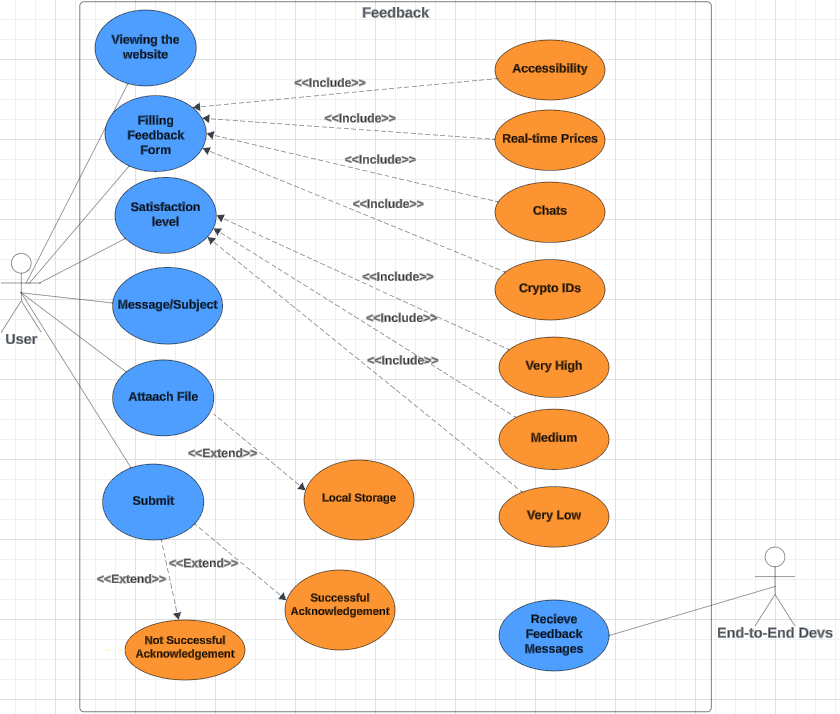 Feedback
Viewing the
website
Accessibility
<<Include>>
Filling
Feedback
Form
<<Include>>
Real-time Prices
<<Include>>
Satisfaction
level
<<Include>>
Chats
<<Include>>
Crypto IDs
Message/Subject
<<Include>>
User
<<Include>>
Very High
Attaach File
Medium
<<Extend>>
Submit
Local Storage
Very Low
<<Extend>>
<<Extend>>
Successful
Acknowledgement
Not Successful
Acknowledgement
Recieve
Feedback
Messages
End-to-End Devs